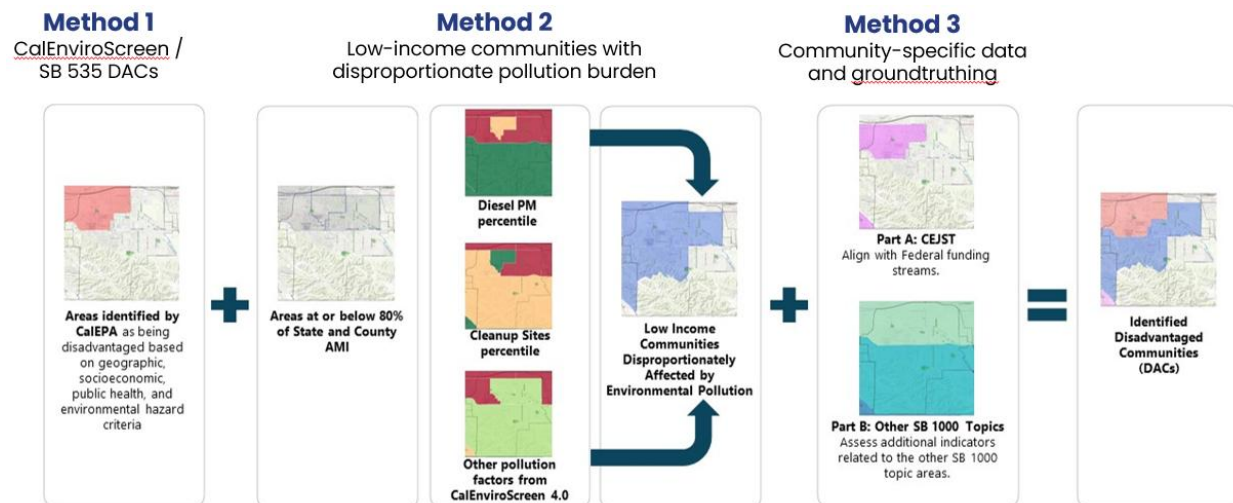 Method 1
CalEnviroScreen /
SB 535 DACs
Method 2
Low-income communities with
disproportionate pollution burden
Method 3
Community-specific data
and groundtruthing
Areas identified by
CalEPA as being
disadvantaged based
on geographic,
socioeconomic,
public health, and
environmental hazard
criteria
Areas at or below 80%
of State and County
AMI
Diesel PM
percentile
Cleanup Sites
percentile
Other pollution
factors from
CalEnviroScreen 4.0
Low Income
Communities
Disproportionately
Affected by
Environmental Pollution
Part A: CEJST
Align with Federal funding
streams.
Part B: Other SB 1000 Topics
Assess additional indicators
related to the other SB 1000
topic areas.
Identified
Disadvantaged
Communities
(DACs)